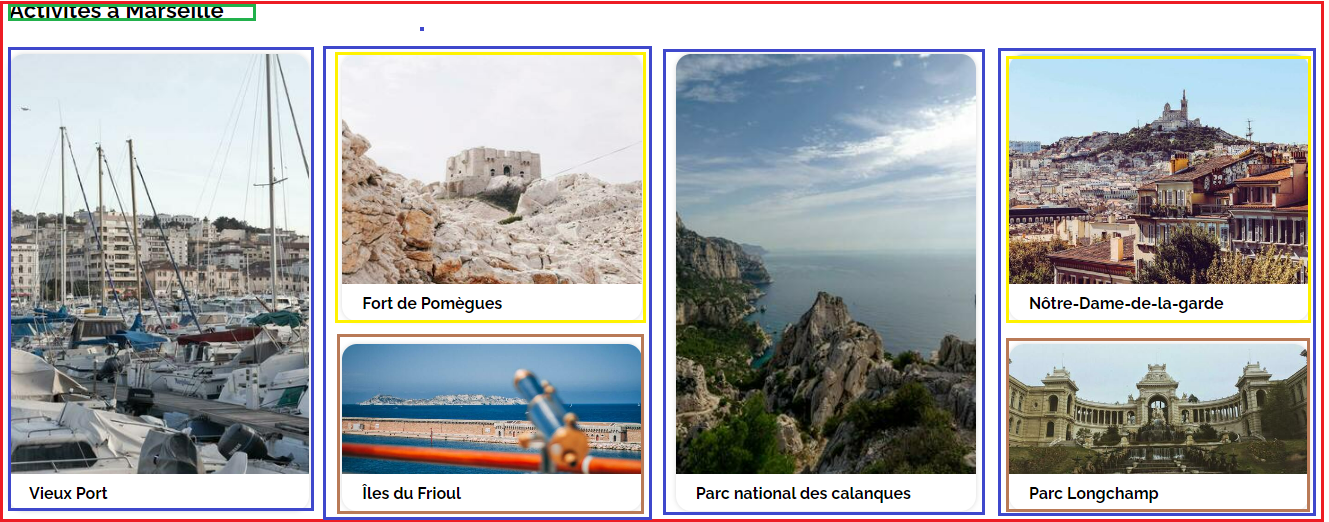 Activités à Marseille
Fort de Pomègues
Nôtre-Dame-de-la-garde
Vieux Port
Îles du Frioul
Parc national des calanques
Parc Longchamp